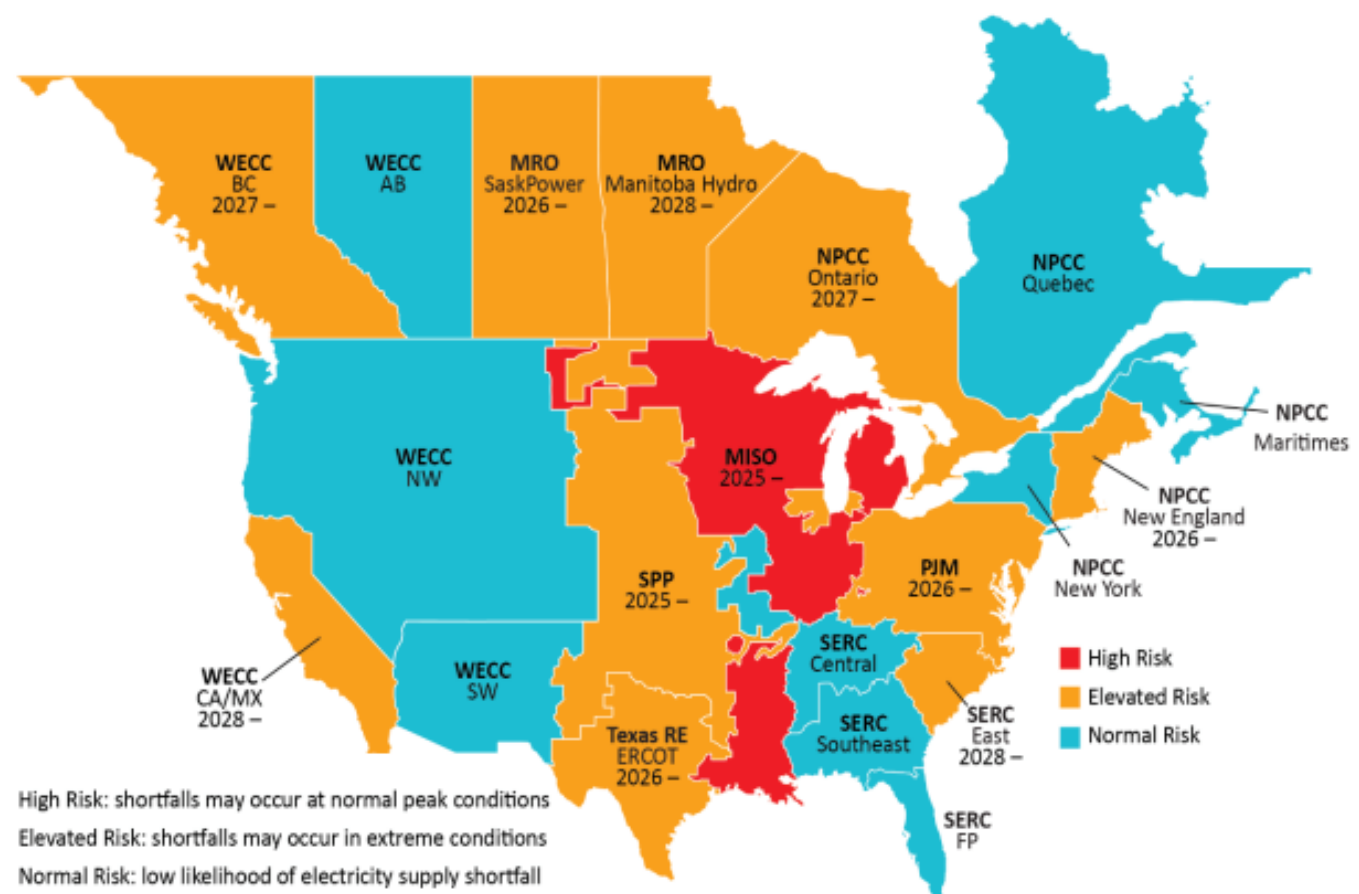 WECC
BC
2027 –
WECC
AB
MRO
SaskPower
2026 –
MRO
Manitoba Hydro
2028 –
NPCC
Ontario
2027 –
NPCC
Quebec
NPCC
Maritimes
WECC
NW
MISO
2025 –
NPCC
New England
2026 –
SPP
2025 –
PJM
2026 –
NPCC
New York
WECC
CA/MX
2028 –
WECC
SW
SERC
Central
High Risk
Elevated Risk
Normal Risk
Texas RE
ERCOT
2026 –
SERC
Southeast
SERC
East
2028 –
SERC
FP
High Risk: shortfalls may occur at normal peak conditions
Elevated Risk: shortfalls may occur in extreme conditions
Normal Risk: low likelihood of electricity supply shortfall